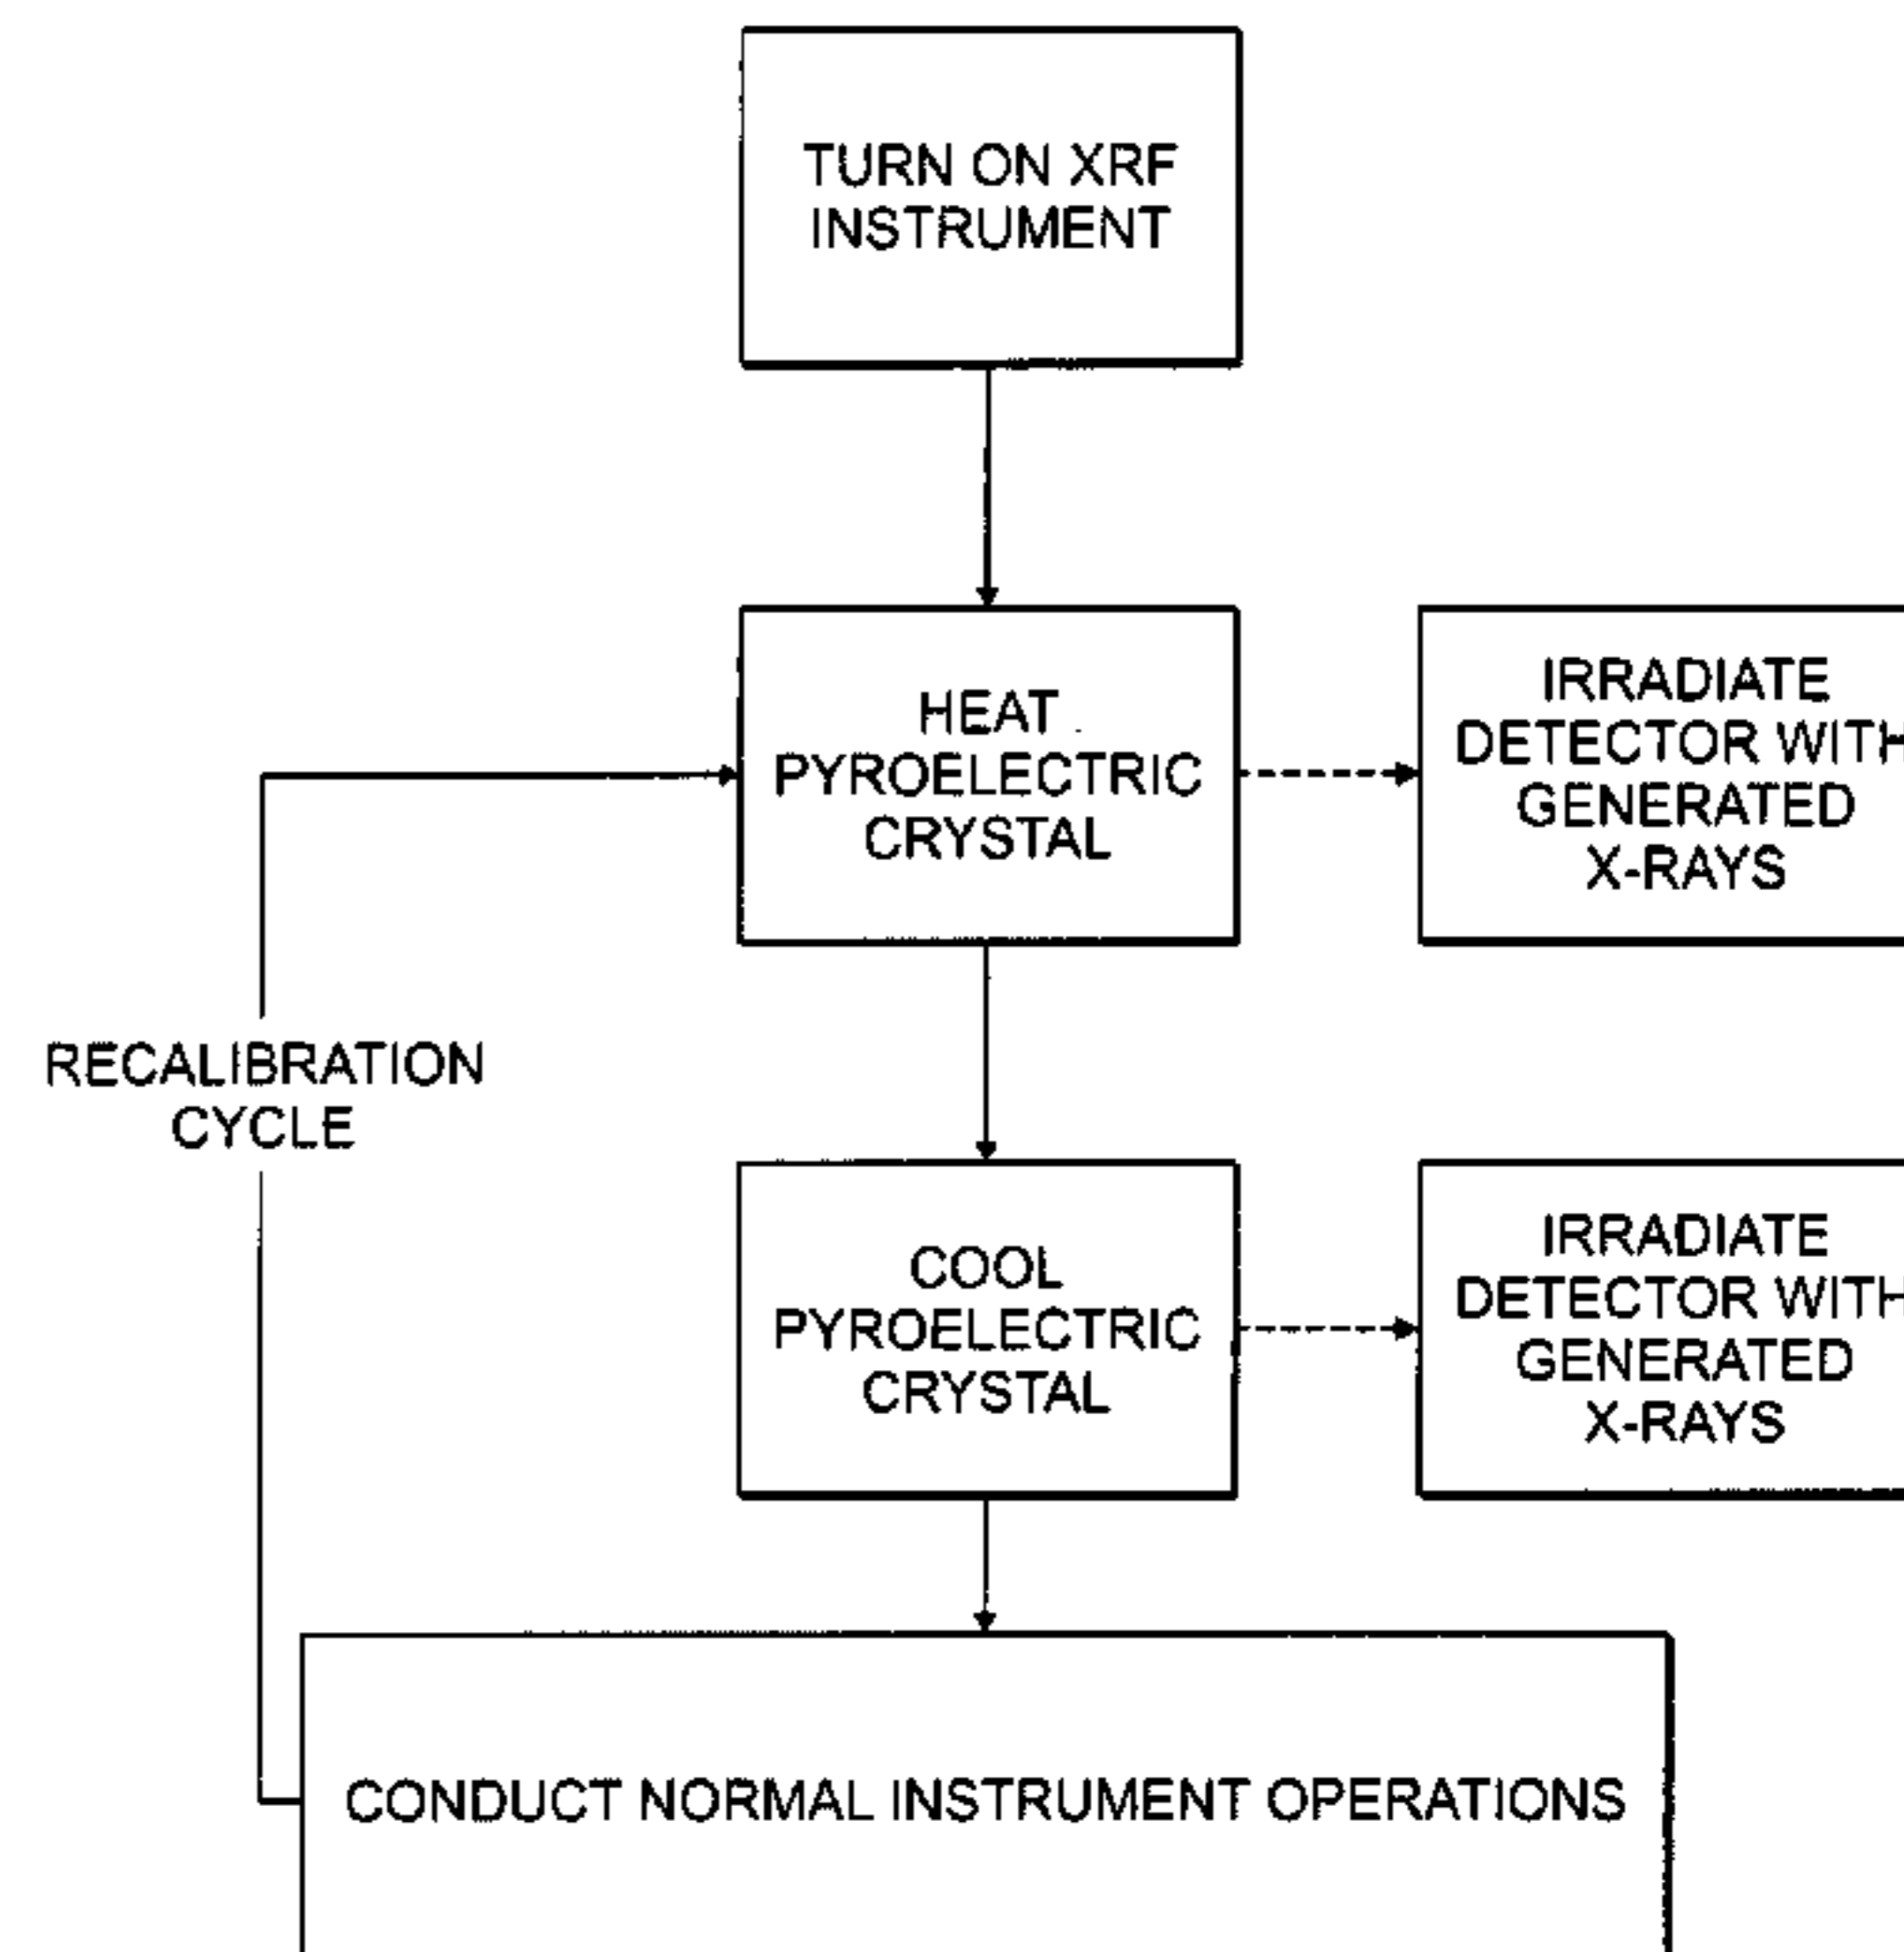 TURN ON XRF
INSTRUMENT
HEAT
PYROELECTRIC
CRYSTAL
IRRADIATE
DETECTOR WITH
GENERATED
X-RAYS
RECALIBRATION
CYCLE
COOL
PYROELECTRIC
CRYSTAL
IRRADIATE
DETECTOR WITH
GENERATED
X-RAYS
CONDUCT NORMAL INSTRUMENT OPERATIONS